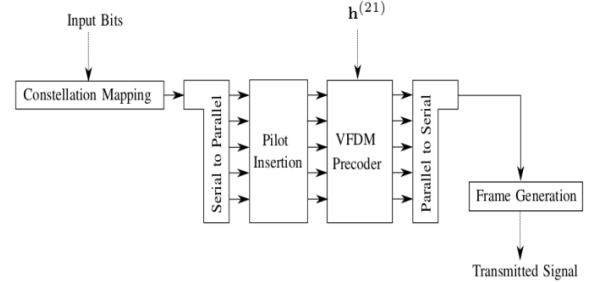 Input Bits
h(21)
Constellation Mapping
Serial to Parallel
Pilot
Insertion
VFDM
Precoder
Parallel to Serial
Frame Generation
Transmitted Signal